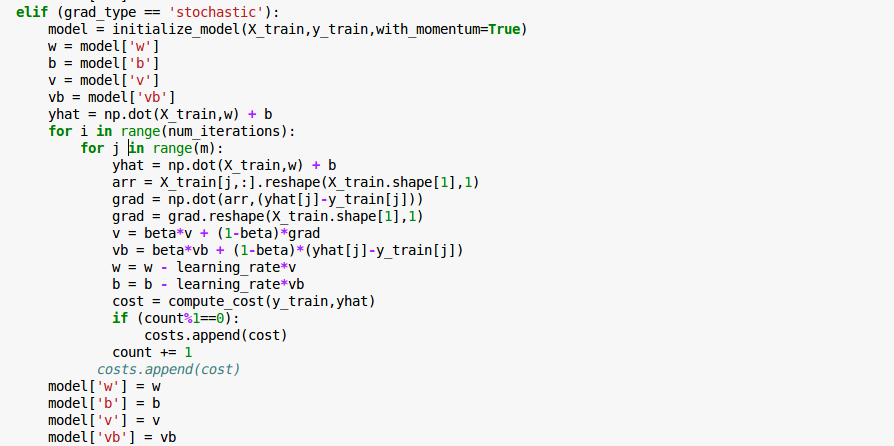 elif (grad_type == 'stochastic'):
    model = initialize_model(X_train,y_train,with_momentum=True)
    w = model['w']
    b = model['b']
    v = model['v']
    vb = model['vb']
    yhat = np.dot(X_train,w) + b
    for i in range(num_iterations):
        for j in range(m):
            yhat = np.dot(X_train,w) + b
            arr = X_train[j,:].reshape(X_train.shape[1],1)
            grad = np.dot(arr,(yhat[j]-y_train[j]))
            grad = grad.reshape(X_train.shape[1],1)
            v = beta*v + (1-beta)*grad
            vb = beta*vb + (1-beta)*(yhat[j]-y_train[j])
            w = w - learning_rate*v
            b = b - learning_rate*vb
            cost = compute_cost(y_train,yhat)
            if (count%1==0):
                costs.append(cost)
            count += 1
          costs.append(cost)
    model['w'] = w
    model['b'] = b
    model['v'] = v
    model['vb'] = vb